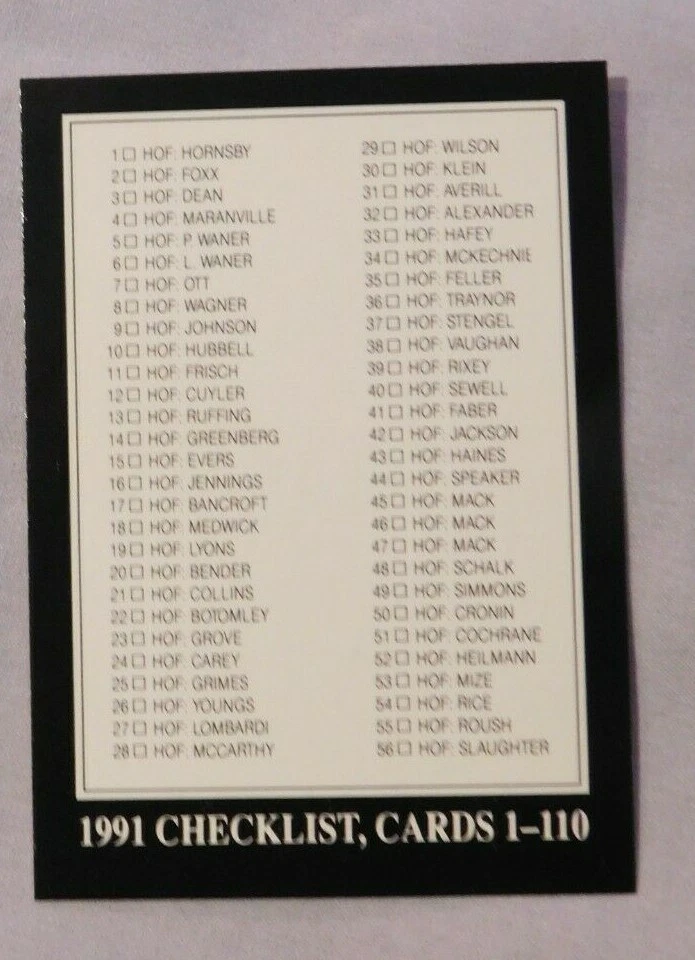 1 ☐ HOF: HORNSBY
2 ☐ HOF: FOXX
3 ☐ HOF: DEAN
4 ☐ HOF: MARANVILLE
5 ☐ HOF: P. WANER
6 ☐ HOF: L. WANER
7 ☐ HOF: OTT
8 ☐ HOF: WAGNER
9 ☐ HOF: JOHNSON
10 ☐ HOF: HUBBELL
11 ☐ HOF: FRISCH
12 ☐ HOF: CUYLER
13 ☐ HOF: RUFFING
14 ☐ HOF: GREENBERG
15 ☐ HOF: EVERS
16 ☐ HOF: JENNINGS
17 ☐ HOF: BANCROFT
18 ☐ HOF: MEDWICK
19 ☐ HOF: LYONS
20 ☐ HOF: BENDER
21 ☐ HOF: COLLINS
22 ☐ HOF: BOTOMLEY
23 ☐ HOF: GROVE
24 ☐ HOF: CAREY
25 ☐ HOF: GRIMES
26 ☐ HOF: YOUNGS
27 ☐ HOF: LOMBARDI
28 ☐ HOF: MCCARTHY
29 ☐ HOF: WILSON
30 ☐ HOF: KLEIN
31 ☐ HOF: AVERILL
32 ☐ HOF: ALEXANDER
33 ☐ HOF: HAFEY
34 ☐ HOF: MCKECHNIE
35 ☐ HOF: FELLER
36 ☐ HOF: TRAYNOR
37 ☐ HOF: STENGEL
38 ☐ HOF: VAUGHAN
39 ☐ HOF: RIXEY
40 ☐ HOF: SEWELL
41 ☐ HOF: FABER
42 ☐ HOF: JACKSON
43 ☐ HOF: HAINES
44 ☐ HOF: SPEAKER
45 ☐ HOF: MACK
46 ☐ HOF: MACK
47 ☐ HOF: MACK
48 ☐ HOF: SCHALK
49 ☐ HOF: SIMMONS
50 ☐ HOF: CRONIN
51 ☐ HOF: COCHRANE
52 ☐ HOF: HEILMANN
53 ☐ HOF: MIZE
54 ☐ HOF: RICE
55 ☐ HOF: ROUSH
56 ☐ HOF: SLAUGHTER
1991 CHECKLIST, CARDS 1–110